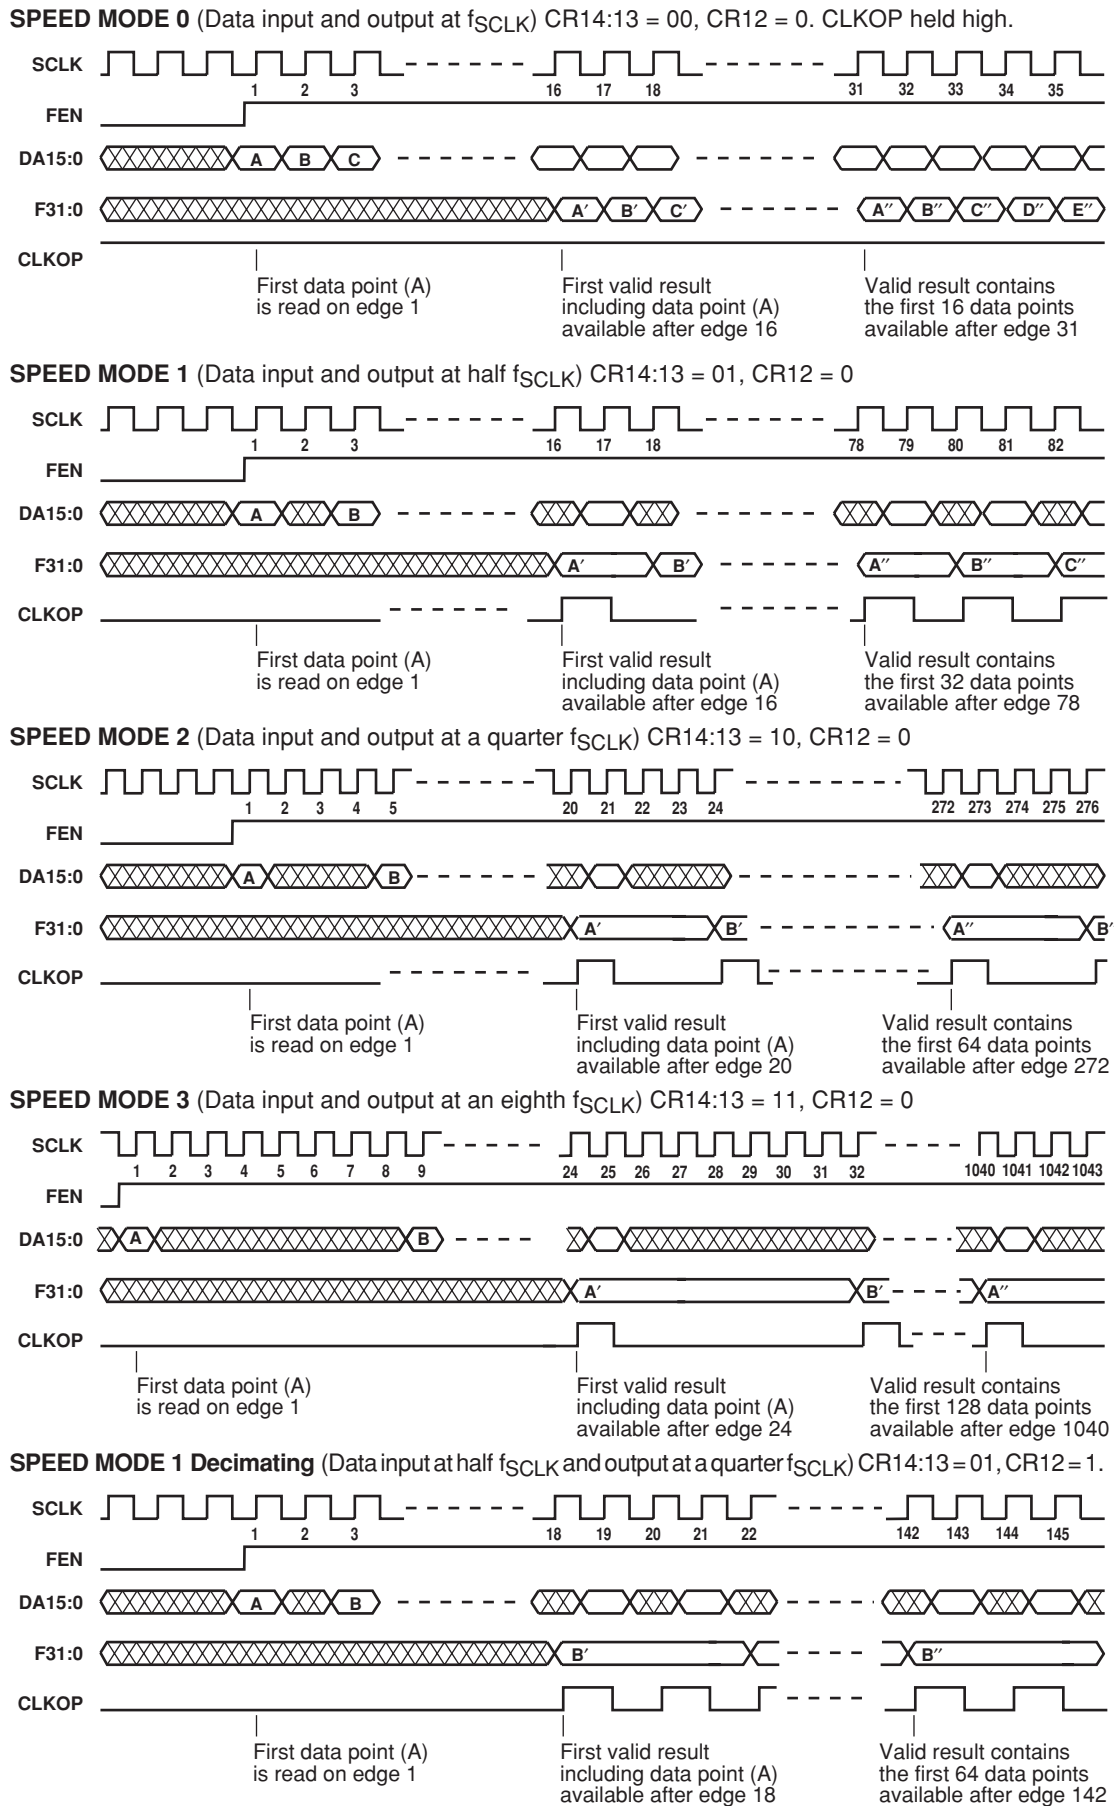 SPEED MODE 0 (Data input and output at fSCLK) CR14:13 = 00, CR12 = 0. CLKOP held high.
SCLK
1 2 3 16 17 18 31 32 33 34 35
FEN
DA15:0 A B C
F31:0 A′ B′ C′ A′′ B′′ C′′ D′′ E′′
CLKOP
First data point (A)
is read on edge 1
First valid result
including data point (A)
available after edge 16
Valid result contains
the first 16 data points
available after edge 31
SPEED MODE 1 (Data input and output at half fSCLK) CR14:13 = 01, CR12 = 0
SCLK
1 2 3 16 17 18 78 79 80 81 82
FEN
DA15:0 A B
F31:0 A′ B′ A′′ B′′ C′′
CLKOP
First data point (A)
is read on edge 1
First valid result
including data point (A)
available after edge 16
Valid result contains
the first 32 data points
available after edge 78
SPEED MODE 2 (Data input and output at a quarter fSCLK) CR14:13 = 10, CR12 = 0
SCLK
1 2 3 4 5 20 21 22 23 24 272 273 274 275 276
FEN
DA15:0 A B
F31:0 A′ B′ A′′ B′
CLKOP
First data point (A)
is read on edge 1
First valid result
including data point (A)
available after edge 20
Valid result contains
the first 64 data points
available after edge 272
SPEED MODE 3 (Data input and output at an eighth fSCLK) CR14:13 = 11, CR12 = 0
SCLK
1 2 3 4 5 6 7 8 9 24 25 26 27 28 29 30 31 32 1040 1041 1042 1043
FEN
DA15:0 A B
F31:0 A′ B′ A′′
CLKOP
First data point (A)
is read on edge 1
First valid result
including data point (A)
available after edge 24
Valid result contains
the first 128 data points
available after edge 1040
SPEED MODE 1 Decimating (Data input at half fSCLK and output at a quarter fSCLK) CR14:13 = 01, CR12 = 1.
SCLK
1 2 3 18 19 20 21 22 142 143 144 145
FEN
DA15:0 A B
F31:0 B′ B′′
CLKOP
First data point (A)
is read on edge 1
First valid result
including data point (A)
available after edge 18
Valid result contains
the first 64 data points
available after edge 142